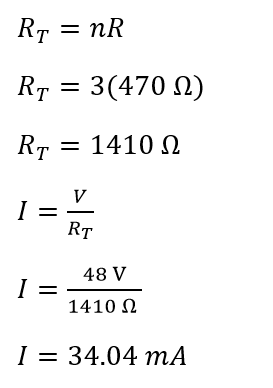 R_T = nR
R_T = 3(470 Ω)
R_T = 1410 Ω
I = V/R_T
I = 48 V/1410 Ω
I = 34.04 mA